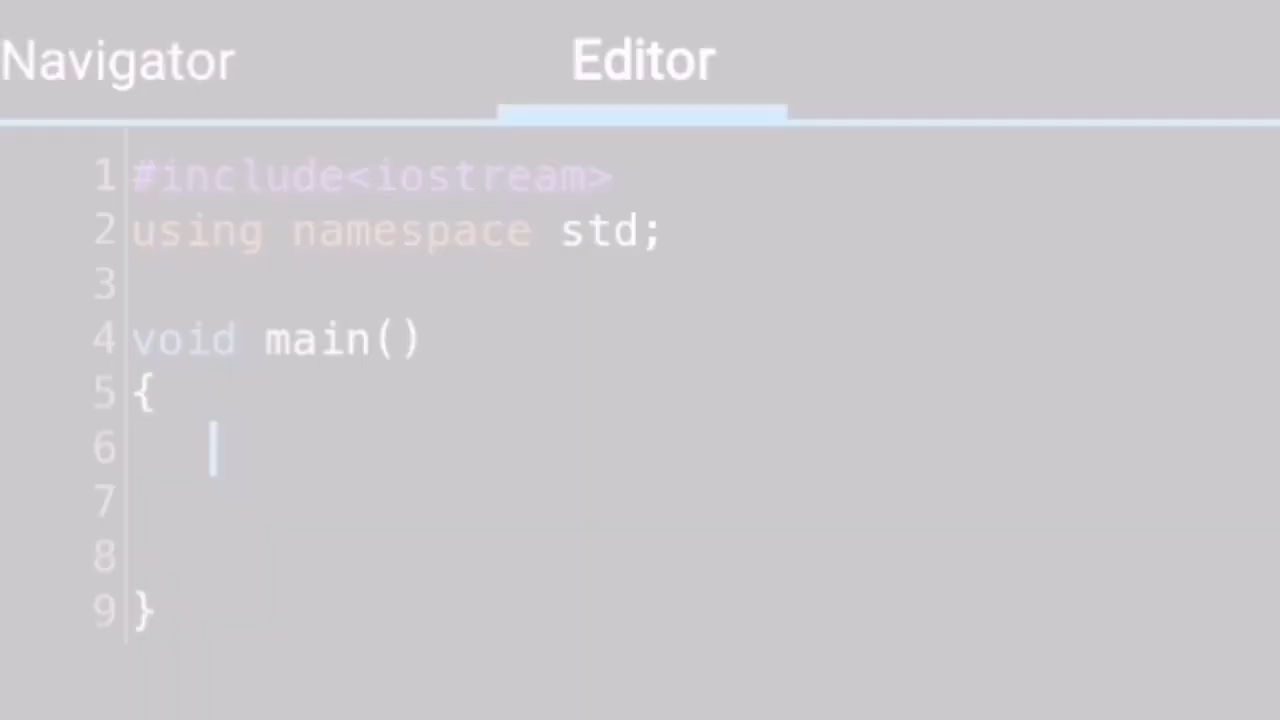 Navigator Editor
1 #include<iostream>
2 using namespace std;
3
4 void main()
5 {
6
7
8
9 }